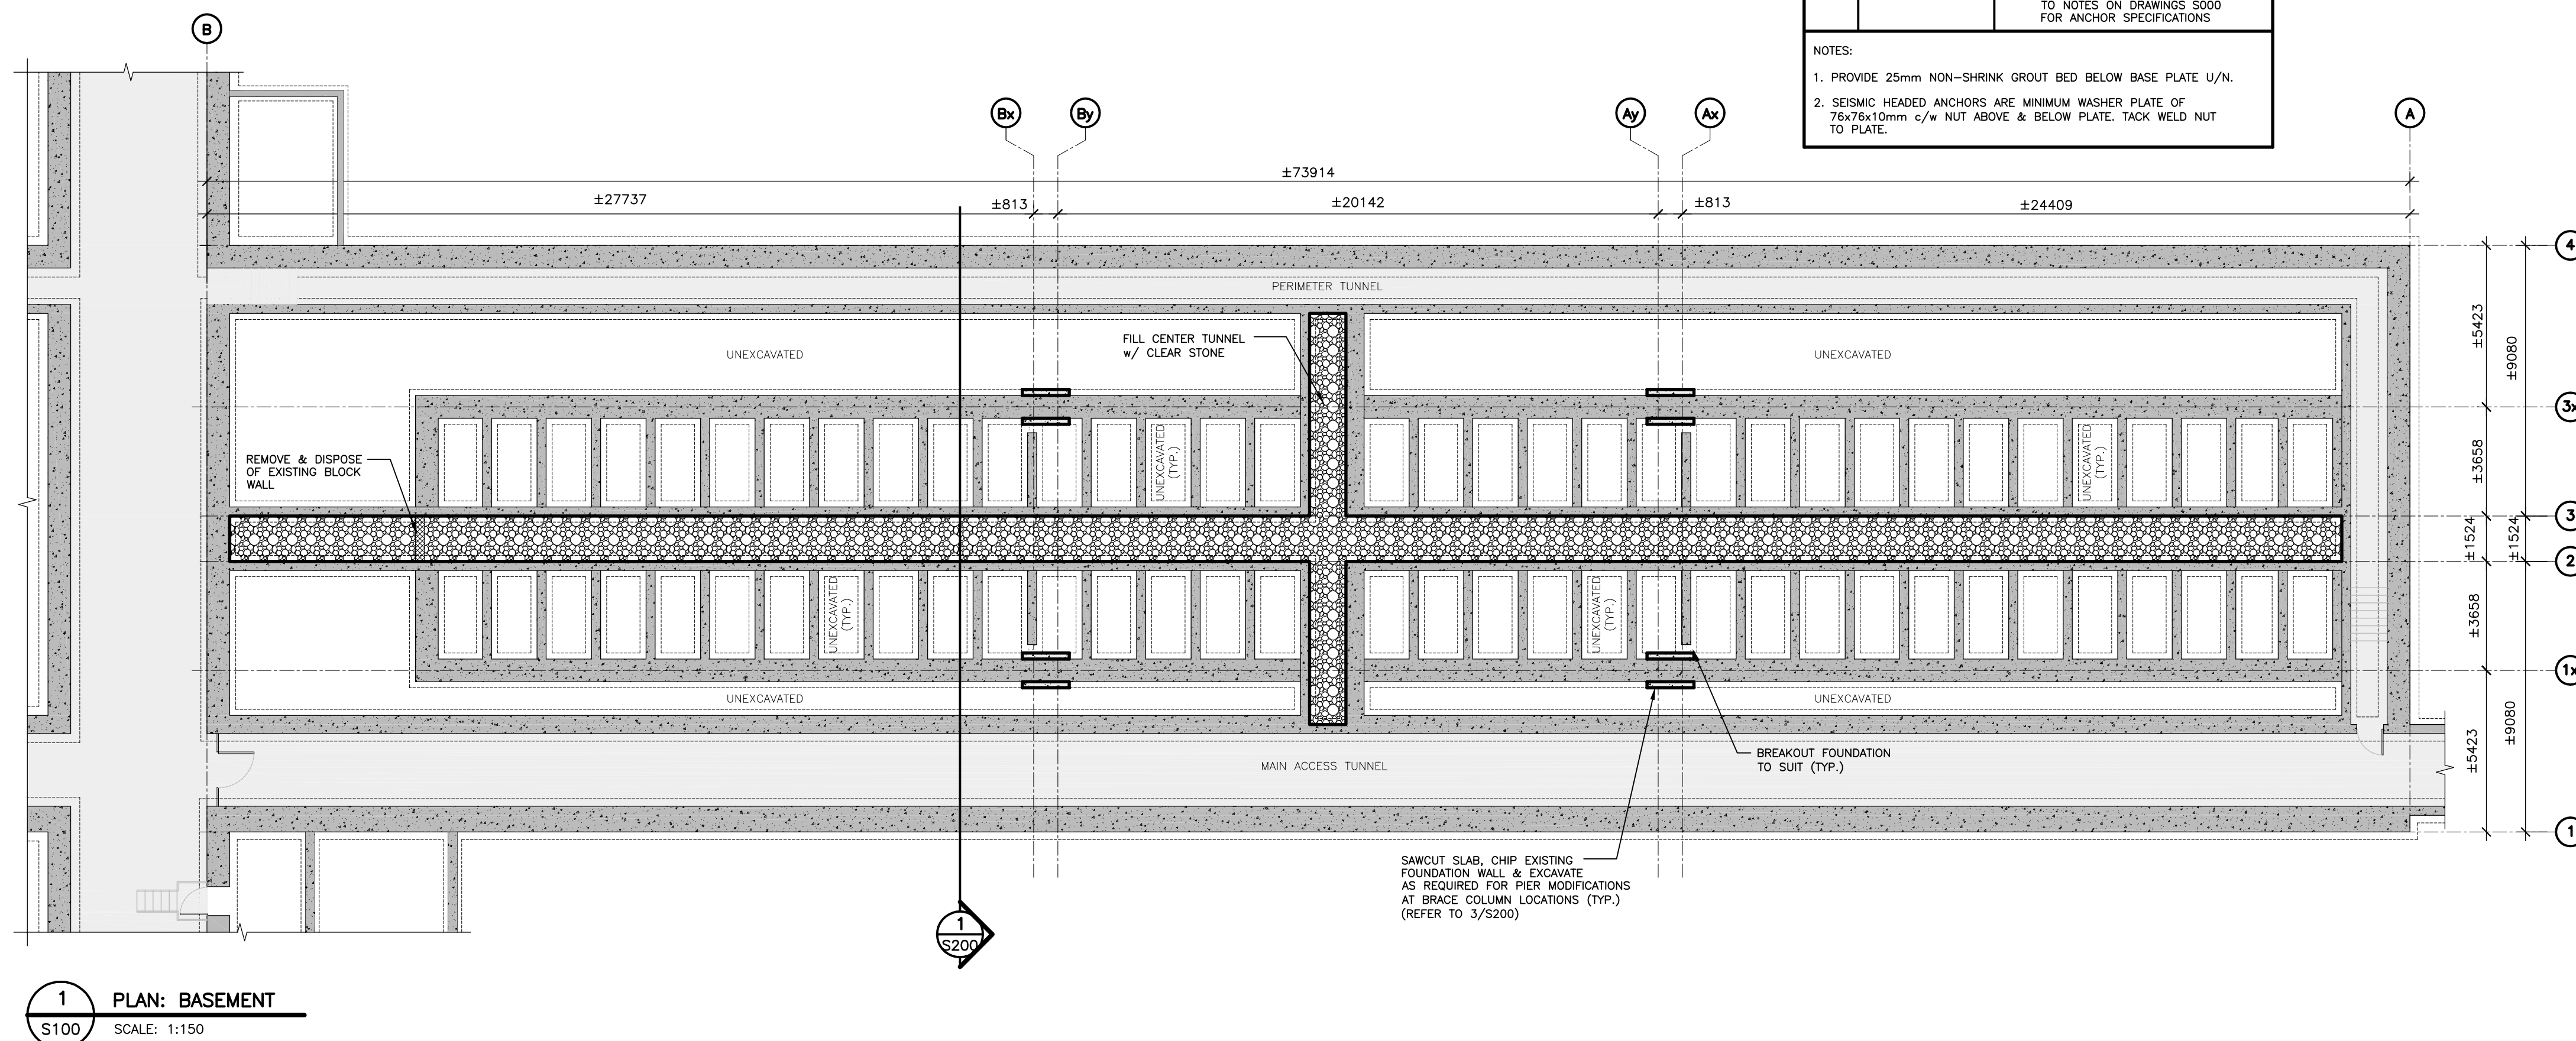 TO NOTES ON DRAWINGS S000
FOR ANCHOR SPECIFICATIONS
NOTES:
1. PROVIDE 25mm NON-SHRINK GROUT BED BELOW BASE PLATE U/N.
2. SEISMIC HEADED ANCHORS ARE MINIMUM WASHER PLATE OF
76x76x10mm c/w NUT ABOVE & BELOW PLATE. TACK WELD NUT
TO PLATE.
B
Bx
By
Ay
Ax
A
±73914
±27737
±813
±20142
±813
±24409
4
PERIMETER TUNNEL
±5423
±9080
FILL CENTER TUNNEL
w/ CLEAR STONE
UNEXCAVATED
UNEXCAVATED
3x
REMOVE & DISPOSE
OF EXISTING BLOCK
WALL
UNEXCAVATED
(TYP.)
UNEXCAVATED
(TYP.)
±3658
3
±1524
±1524
2
UNEXCAVATED
(TYP.)
UNEXCAVATED
(TYP.)
±3658
1x
UNEXCAVATED
UNEXCAVATED
±5423
±9080
BREAKOUT FOUNDATION
TO SUIT (TYP.)
MAIN ACCESS TUNNEL
1
SAWCUT SLAB, CHIP EXISTING
FOUNDATION WALL & EXCAVATE
AS REQUIRED FOR PIER MODIFICATIONS
AT BRACE COLUMN LOCATIONS (TYP.)
(REFER TO 3/S200)
1
S200
1
S100
PLAN: BASEMENT
SCALE: 1:150